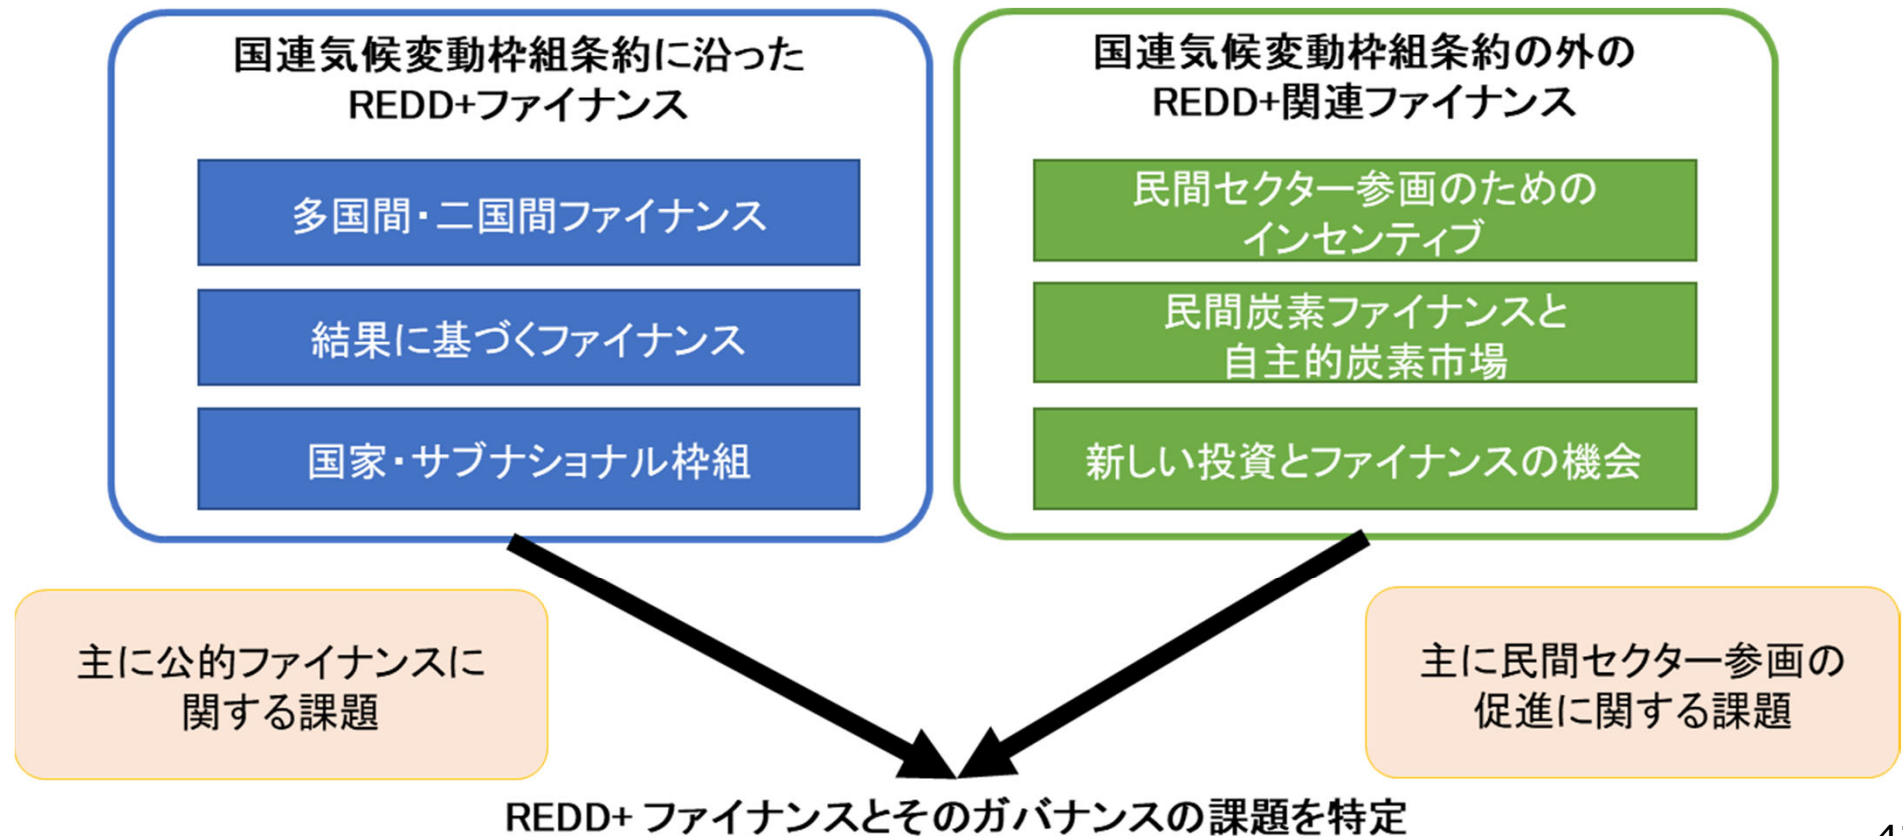 国連気候変動枠組条約に沿った
REDD+ファイナンス
多国間・二国間ファイナンス
結果に基づくファイナンス
国家・サブナショナル枠組
国連気候変動枠組条約の外の
REDD+関連ファイナンス
民間セクター参画のための
インセンティブ
民間炭素ファイナンスと
自主的炭素市場
新しい投資とファイナンスの機会
主に公的ファイナンスに
関する課題
主に民間セクター参画の
促進に関する課題
REDD+ ファイナンスとそのガバナンスの課題を特定